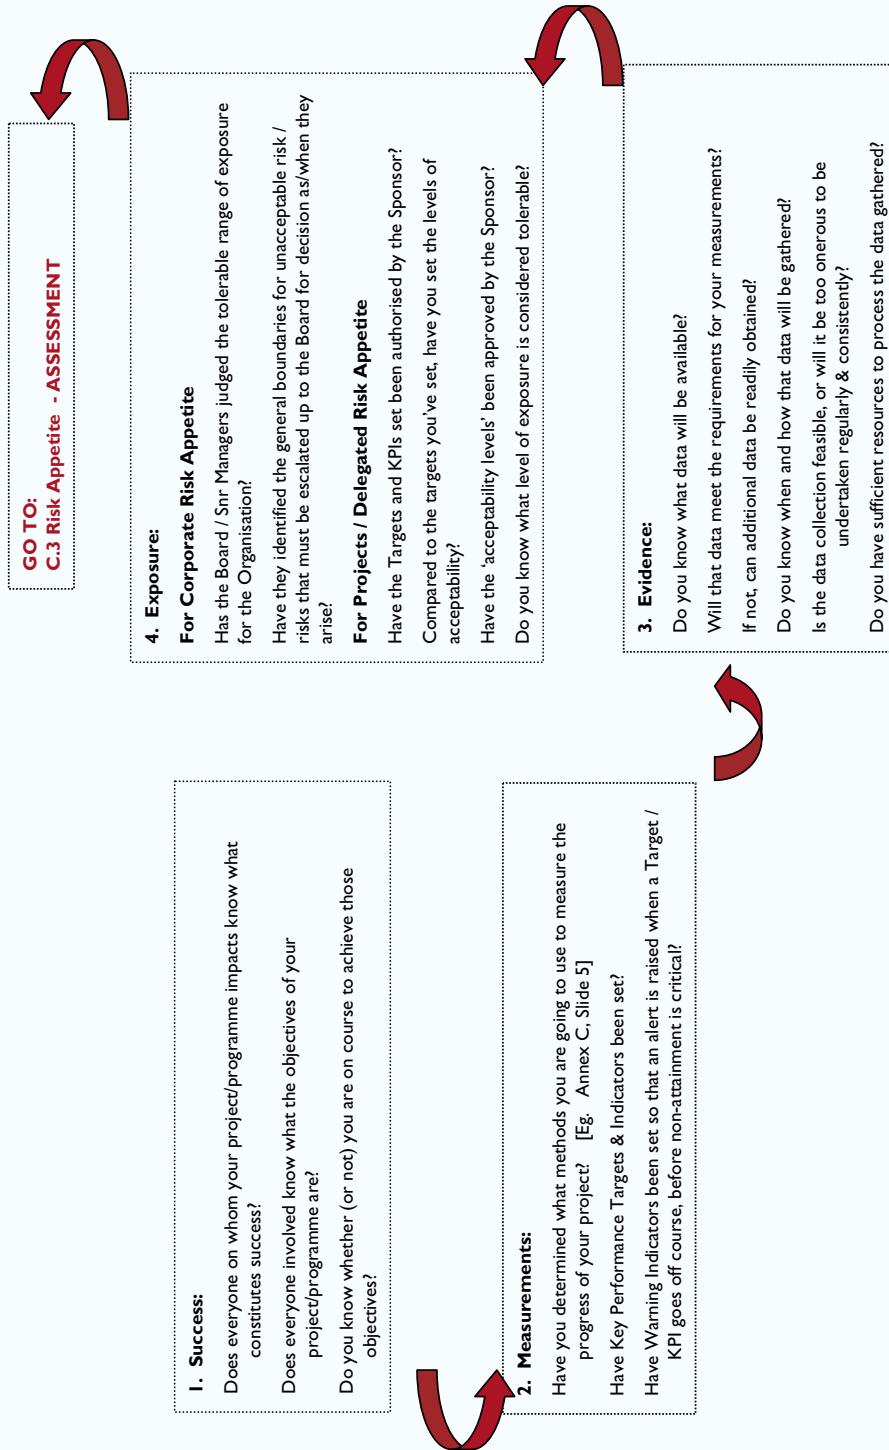 1. Success:
Does everyone on whom your project/programme impacts know what
constitutes success?
Does everyone involved know what the objectives of your
project/programme are?
Do you know whether (or not) you are on course to achieve those
objectives?
2. Measurements:
Have you determined what methods you are going to use to measure the
progress of your project? [Eg. Annex C, Slide 5]
Have Key Performance Targets & Indicators been set?
Have Warning Indicators been set so that an alert is raised when a Target /
KPI goes off course, before non-attainment is critical?
3. Evidence:
Do you know what data will be available?
Will that data meet the requirements for your measurements?
If not, can additional data be readily obtained?
Do you know when and how that data will be gathered?
Is the data collection feasible, or will it be too onerous to be
undertaken regularly & consistently?
Do you have sufficient resources to process the data gathered?
4. Exposure:
For Corporate Risk Appetite
Has the Board / Snr Managers judged the tolerable range of exposure
for the Organisation?
Have they identified the general boundaries for unacceptable risk /
risks that must be escalated up to the Board for decision as/when they
arise?
For Projects / Delegated Risk Appetite
Have the Targets and KPIs set been authorised by the Sponsor?
Compared to the targets you've set, have you set the levels of
acceptability?
Have the 'acceptability levels' been approved by the Sponsor?
Do you know what level of exposure is considered tolerable?
GO TO:
C.3 Risk Appetite - ASSESSMENT